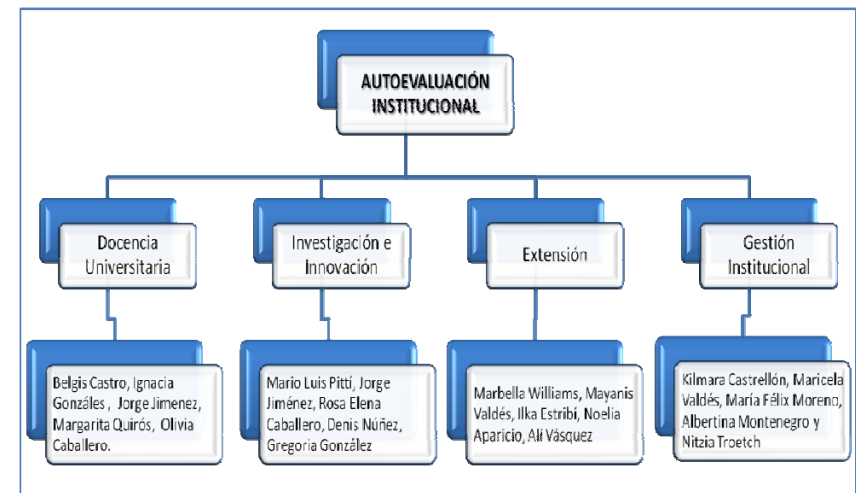 AUTOEVALUACIÓN
INSTITUCIONAL
Docencia
Universitaria
Investigación e
Innovación
Extensión
Gestión
Institucional
Belgis Castro, Ignacia
Gonzáles , Jorge Jimenez,
Margarita Quirós, Olivia
Caballero.
Mario Luis Pittí, Jorge
Jiménez, Rosa Elena
Caballero, Denis Núñez,
Gregoria González
Marbella Williams, Mayanis
Valdés, Ilka Estribí, Noelia
Aparicio, Alí Vásquez
Kilmara Castrellón, Maricela
Valdés, María Félix Moreno,
Albertina Montenegro y
Nitzia Troetch